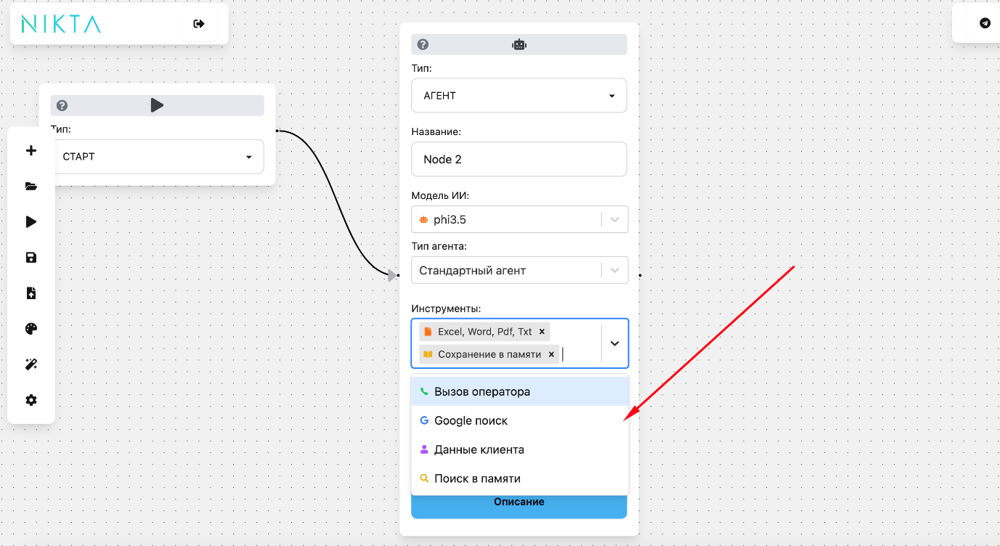 NIKTA
Тип:
СТАРТ
Тип:
АГЕНТ
Название:
Node 2
Модель ИИ:
phi3.5
Тип агента:
Стандартный агент
Инструменты:
Excel, Word, Pdf, Txt
Сохранение в памяти
Вызов оператора
Google поиск
Данные клиента
Поиск в памяти
Описание